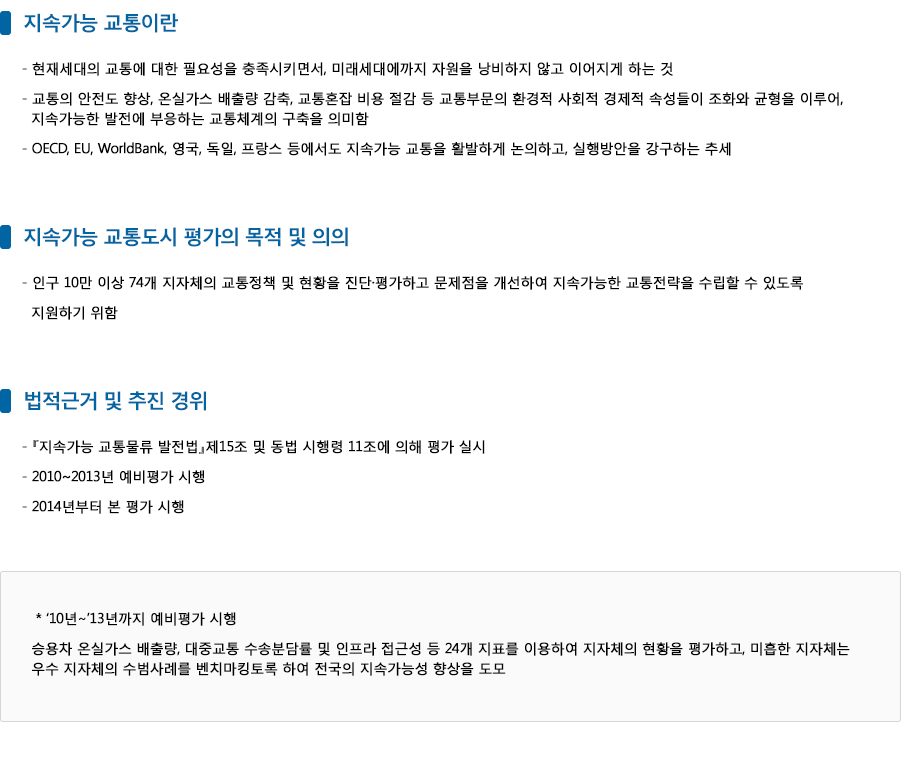 지속가능 교통이란
- 현재세대의 교통에 대한 필요성을 충족시키면서, 미래세대에까지 자원을 낭비하지 않고 이어지게 하는 것
- 교통의 안전도 향상, 온실가스 배출량 감축, 교통혼잡 비용 절감 등 교통부문의 환경적 사회적 경제적 속성들이 조화와 균형을 이루어,
지속가능한 발전에 부응하는 교통체계의 구축을 의미함
- OECD, EU, WorldBank, 영국, 독일, 프랑스 등에서도 지속가능 교통을 활발하게 논의하고, 실행방안을 강구하는 추세
지속가능 교통도시 평가의 목적 및 의의
- 인구 10만 이상 74개 지자체의 교통정책 및 현황을 진단·평가하고 문제점을 개선하여 지속가능한 교통전략을 수립할 수 있도록
지원하기 위함
법적근거 및 추진 경위
- 『지속가능 교통물류 발전법』제15조 및 동법 시행령 11조에 의해 평가 실시
- 2010~2013년 예비평가 시행
- 2014년부터 본 평가 시행
* ‘10년~’13년까지 예비평가 시행
승용차 온실가스 배출량, 대중교통 수송분담률 및 인프라 접근성 등 24개 지표를 이용하여 지자체의 현황을 평가하고, 미흡한 지자체는
우수 지자체의 수범사례를 벤치마킹토록 하여 전국의 지속가능성 향상을 도모